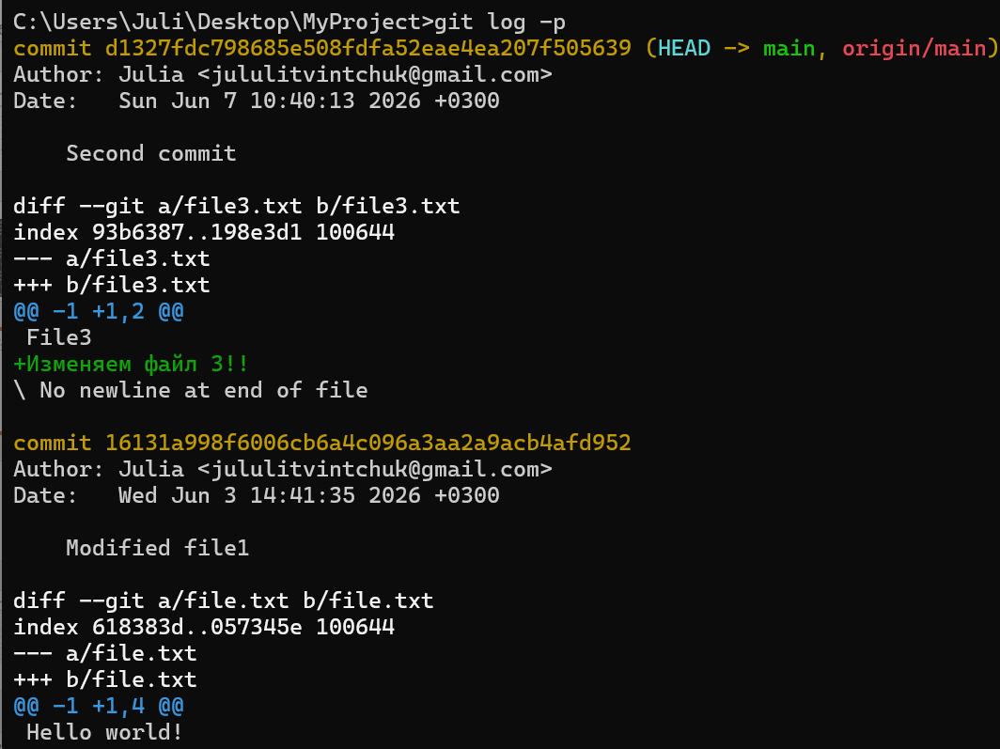 C:\Users\Juli\Desktop\MyProject>git log -p
commit d1327fdc798685e508fdfa52eae4ea207f505639 (HEAD -> main, origin/main)
Author: Julia <jululitvintchuk@gmail.com>
Date:   Sun Jun 7 10:40:13 2026 +0300

    Second commit

diff --git a/file3.txt b/file3.txt
index 93b6387..198e3d1 100644
--- a/file3.txt
+++ b/file3.txt
@@ -1 +1,2 @@
 File3
+Изменяем файл 3!!
\ No newline at end of file

commit 16131a998f6006cb6a4c096a3aa2a9acb4afd952
Author: Julia <jululitvintchuk@gmail.com>
Date:   Wed Jun 3 14:41:35 2026 +0300

    Modified file1

diff --git a/file.txt b/file.txt
index 618383d..057345e 100644
--- a/file.txt
+++ b/file.txt
@@ -1 +1,4 @@
 Hello world!